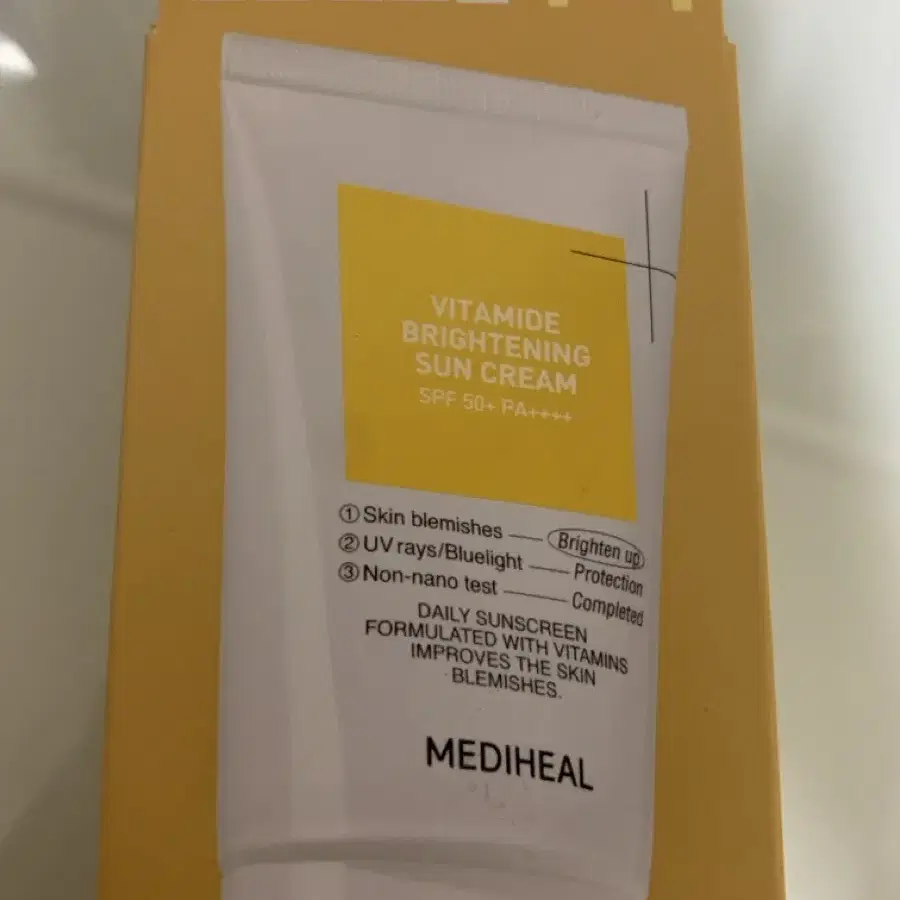 VITAMIDE
BRIGHTENING
SUN CREAM
SPF 50+ PA++++
①Skin blemishes Brighten up
②UV rays/Bluelight Protection
③Non-nano test Completed
DAILY SUNSCREEN
FORMULATED WITH VITAMINS
IMPROVES THE SKIN
BLEMISHES.
MEDIHEAL